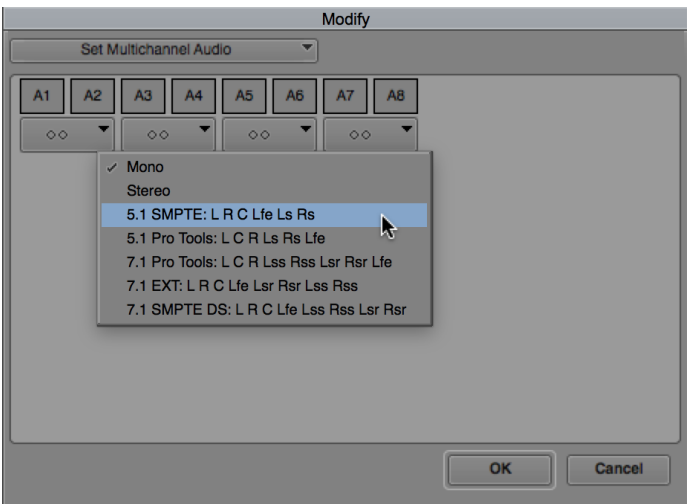 Modify
Set Multichannel Audio
A1 A2 A3 A4 A5 A6 A7 A8
✓ Mono
Stereo
5.1 SMPTE: L R C Lfe Ls Rs
5.1 Pro Tools: L C R Ls Rs Lfe
7.1 Pro Tools: L C R Lss Rss Lsr Rsr Lfe
7.1 EXT: L R C Lfe Lsr Rsr Lss Rss
7.1 SMPTE DS: L R C Lfe Lss Rss Lsr Rsr
OK Cancel